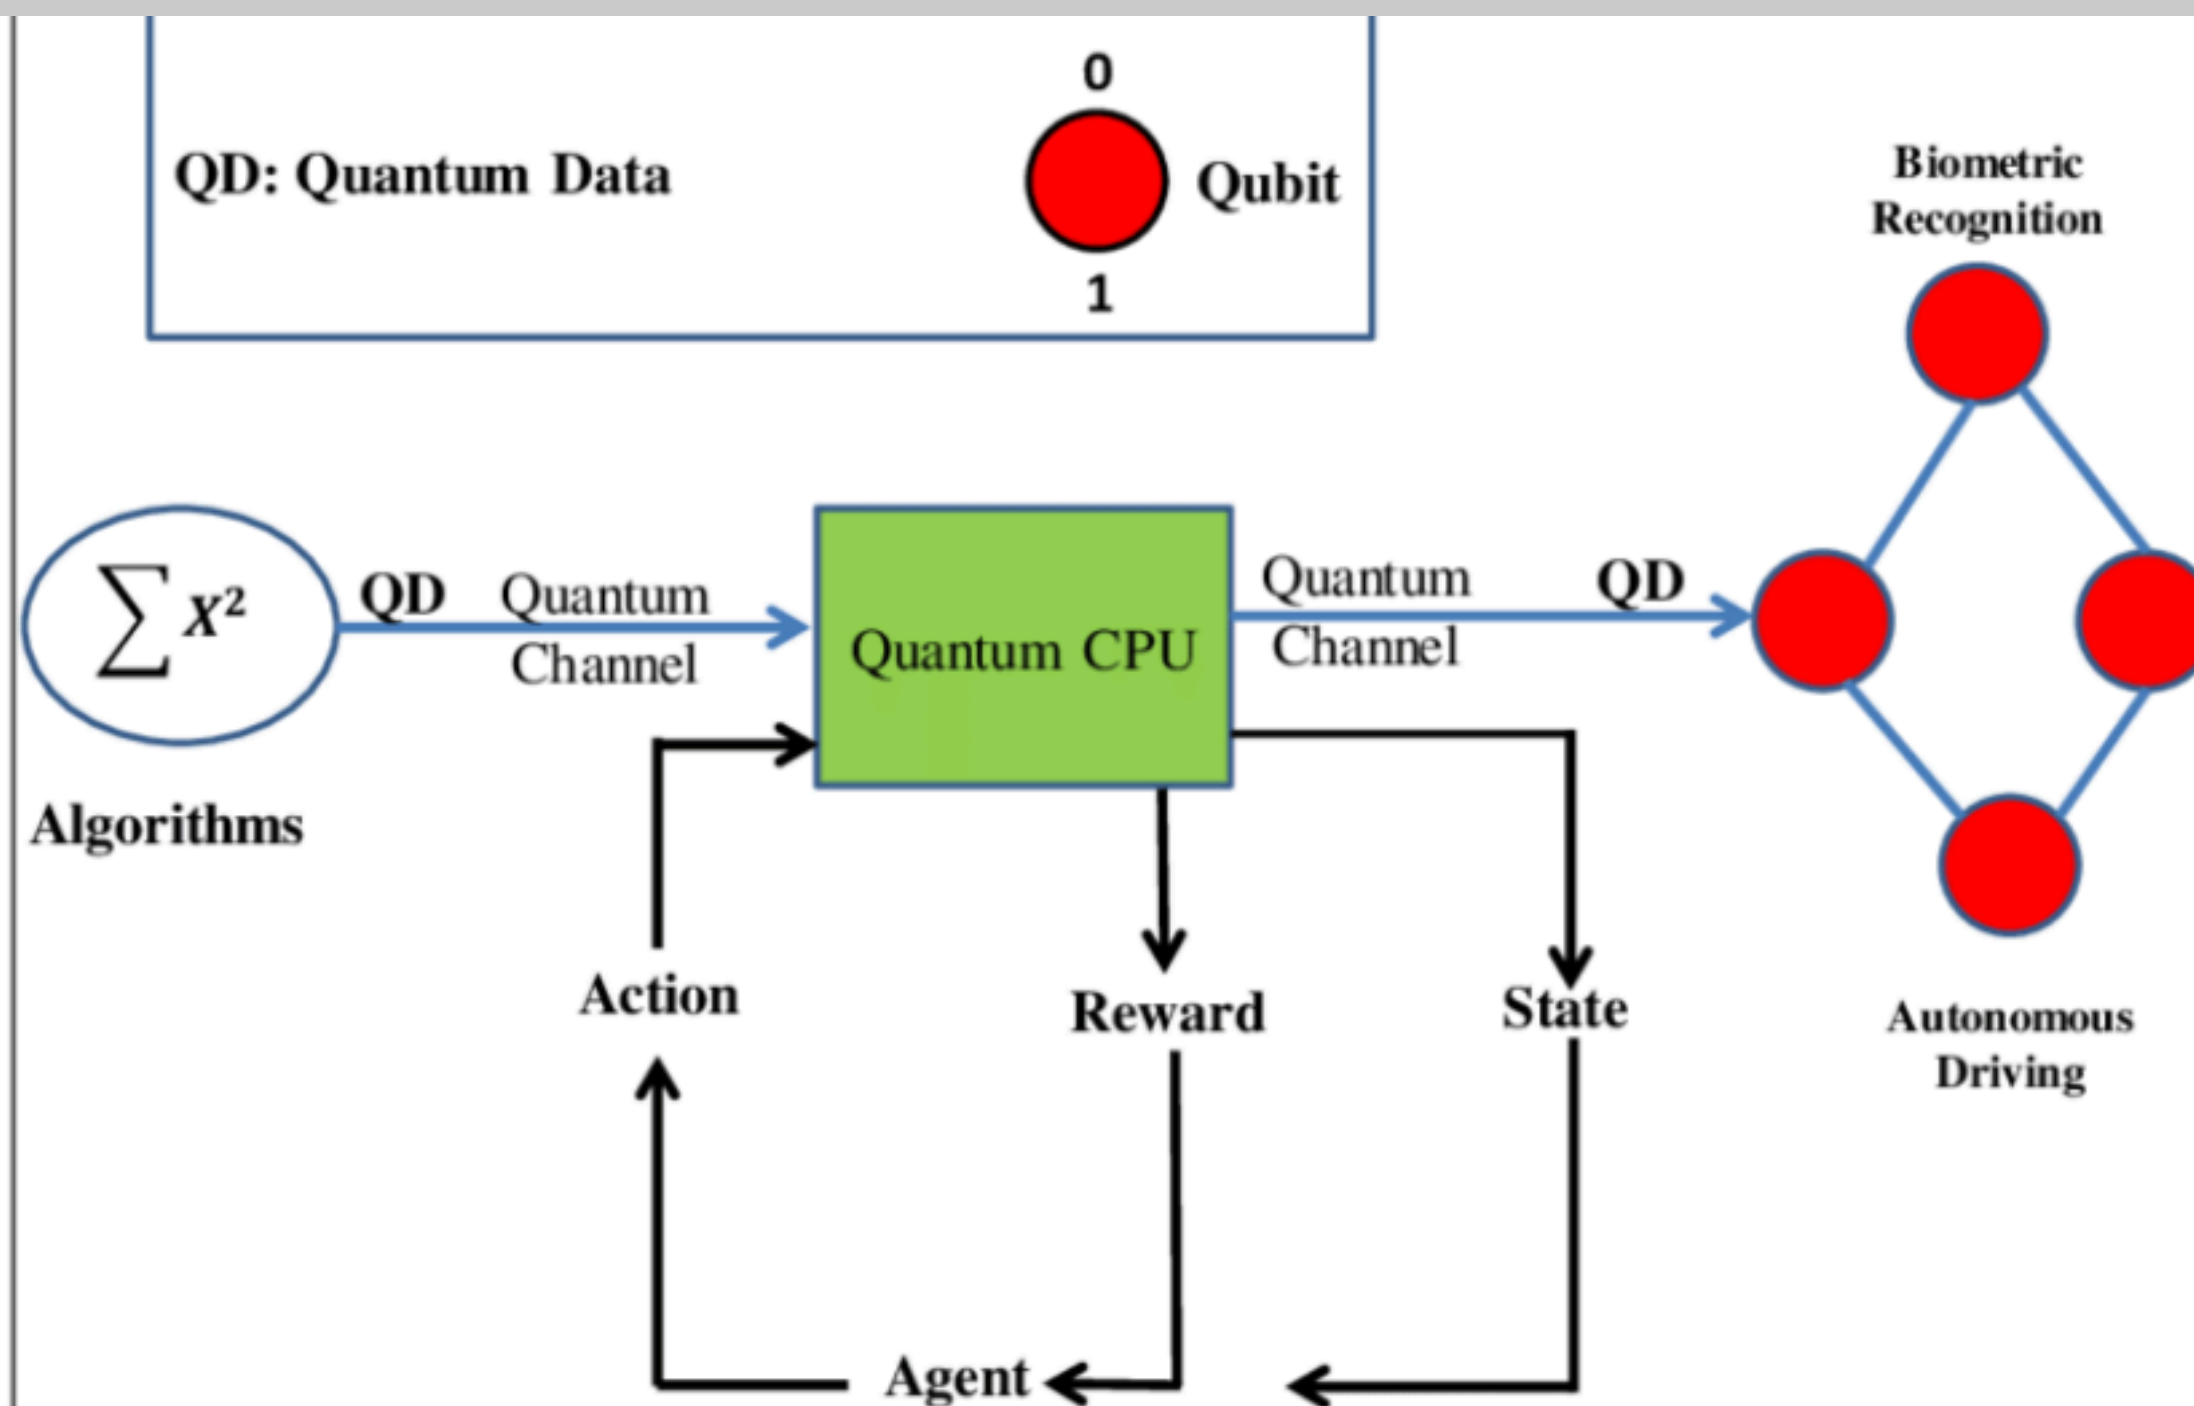 0
QD: Quantum Data
Qubit
1
Biometric
Recognition
∑ X²
QD
Quantum
Channel
Quantum CPU
Quantum
Channel
QD
Algorithms
Action
Reward
State
Autonomous
Driving
Agent